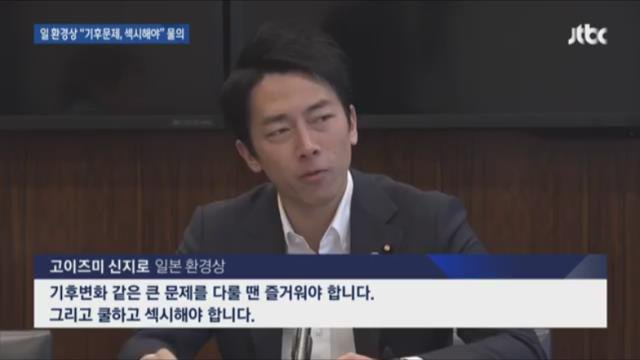 일 환경상 "기후문제, 섹시해야" 물의
jtbc
고이즈미 신지로 일본 환경상
기후변화 같은 큰 문제를 다룰 땐 즐거워야 합니다.
그리고 쿨하고 섹시해야 합니다.